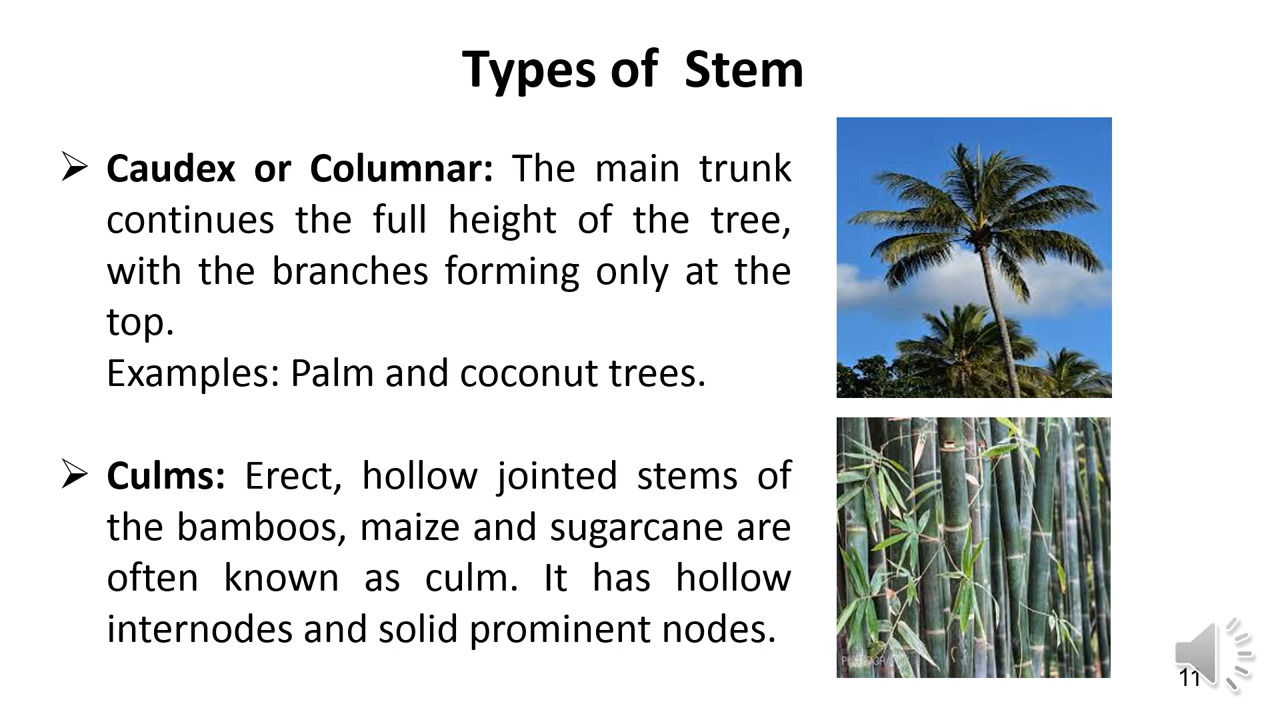 Types of Stem
➢ Caudex or Columnar: The main trunk
continues the full height of the tree,
with the branches forming only at the
top.
Examples: Palm and coconut trees.
➢ Culms: Erect, hollow jointed stems of
the bamboos, maize and sugarcane are
often known as culm. It has hollow
internodes and solid prominent nodes.
11